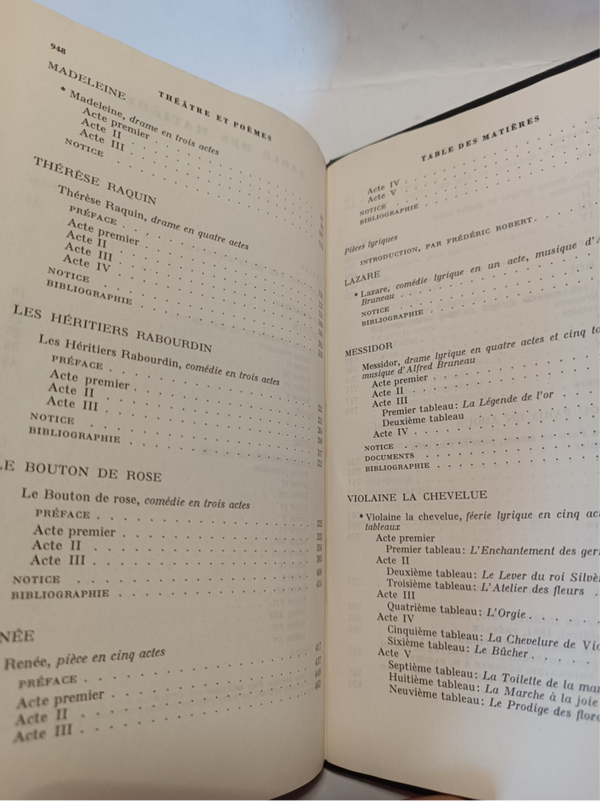 948
THÉÂTRE ET POÈMES
MADELEINE
* Madeleine, drame en trois actes
Acte premier
Acte II
Acte III
NOTICE
THÉRÈSE RAQUIN
Thérèse Raquin, drame en quatre actes
PRÉFACE
Acte premier
Acte II
Acte III
Acte IV
NOTICE
BIBLIOGRAPHIE
LES HÉRITIERS RABOURDIN
Les Héritiers Rabourdin, comédie en trois actes
PRÉFACE
Acte premier
Acte II
Acte III
NOTICE
BIBLIOGRAPHIE
LE BOUTON DE ROSE
Le Bouton de rose, comédie en trois actes
PRÉFACE
Acte premier
Acte II
Acte III
NOTICE
BIBLIOGRAPHIE
NÉE
Renée, pièce en cinq actes
PRÉFACE
Acte premier
Acte II
Acte III
TABLE DES MATIÈRES
Acte IV
Acte V
NOTICE
BIBLIOGRAPHIE
Pièces lyriques
INTRODUCTION, PAR FRÉDÉRIC ROBERT
LAZARE
* Lazare, comédie lyrique en un acte, musique d'A
Bruneau
NOTICE
BIBLIOGRAPHIE
MESSIDOR
Messidor, drame lyrique en quatre actes et cinq to
musique d'Alfred Bruneau
Acte premier
Acte II
Acte III
Premier tableau: La Légende de l'or
Deuxième tableau
Acte IV
NOTICE
DOCUMENTS
BIBLIOGRAPHIE
VIOLAINE LA CHEVELUE
* Violaine la chevelue, féerie lyrique en cinq ac
tableaux
Acte premier
Premier tableau: L'Enchantement des ger
Acte II
Deuxième tableau: Le Lever du roi Silvè
Troisième tableau: L'Atelier des fleurs
Acte III
Quatrième tableau: L'Orgie
Acte IV
Cinquième tableau: La Chevelure de Vio
Sixième tableau: Le Bûcher
Acte V
Septième tableau: La Toilette de la mar
Huitième tableau: La Marche à la joie
Neuvième tableau: Le Prodige des flor